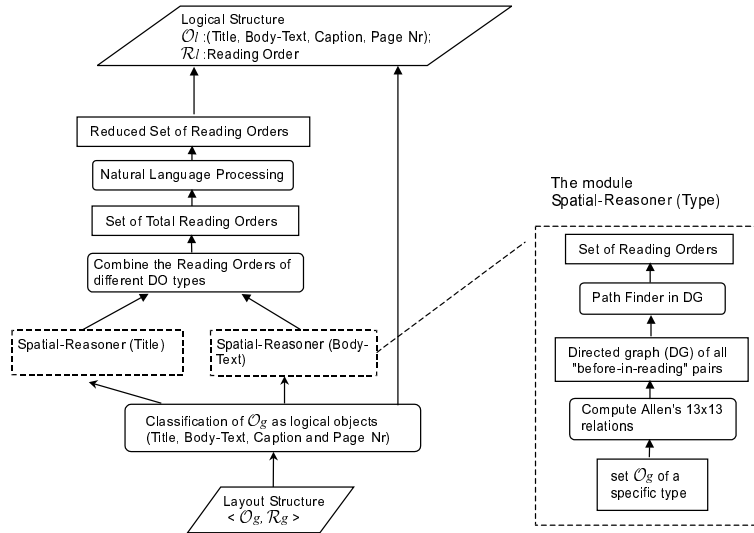 Logical Structure
𝒪l :(Title, Body-Text, Caption, Page Nr);
ℛl :Reading Order
Reduced Set of Reading Orders
Natural Language Processing
Set of Total Reading Orders
Combine the Reading Orders of
different DO types
Spatial-Reasoner (Title)
Spatial-Reasoner (Body-
Text)
Classification of 𝒪g as logical objects
(Title, Body-Text, Caption and Page Nr)
Layout Structure
< 𝒪g, ℛg >
The module
Spatial-Reasoner (Type)
Set of Reading Orders
Path Finder in DG
Directed graph (DG) of all
"before-in-reading" pairs
Compute Allen's 13x13
relations
set 𝒪g of a
specific type